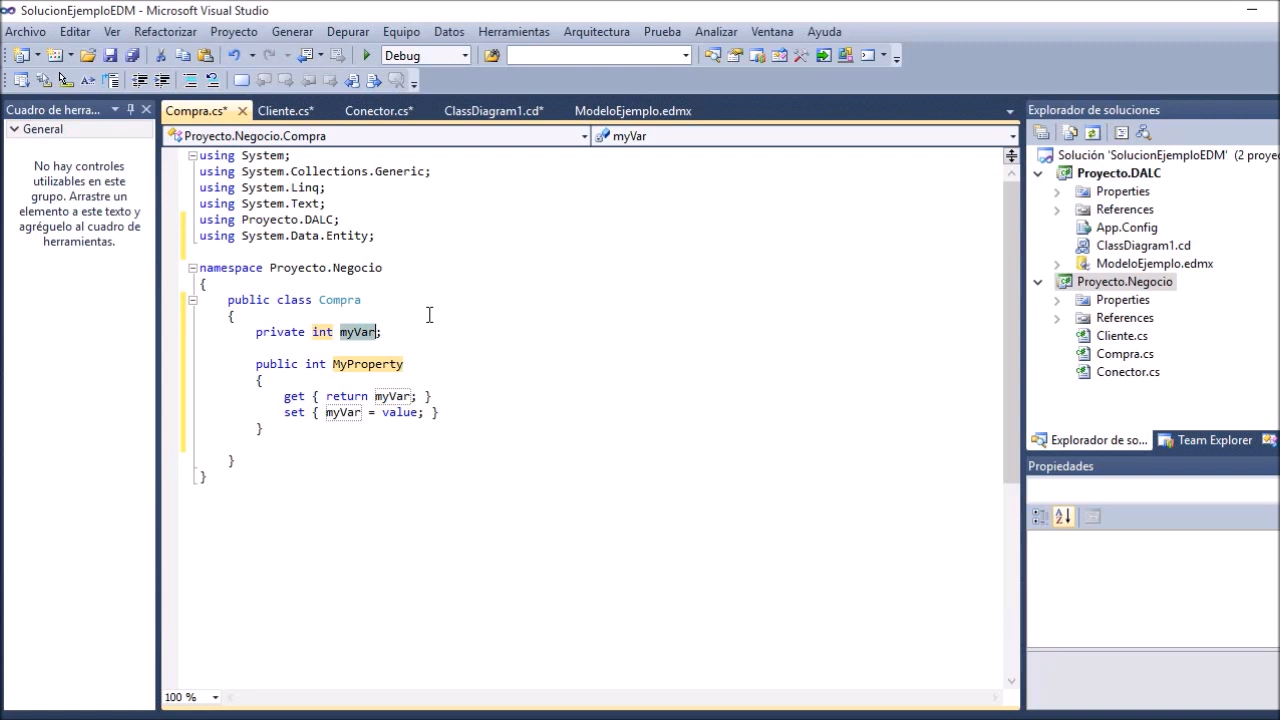 SolucionEjemploEDM - Microsoft Visual Studio
Archivo Editar Ver Refactorizar Proyecto Generar Depurar Equipo Datos Herramientas Arquitectura Prueba Analizar Ventana Ayuda
Debug
Cuadro de herra...
Compra.cs* Cliente.cs* Conector.cs* ClassDiagram1.cd* ModeloEjemplo.edmx
Explorador de soluciones
General
Proyecto.Negocio.Compra myVar
No hay controles
utilizables en este
grupo. Arrastre un
elemento a este texto y
agréguelo al cuadro de
herramientas.
using System;
using System.Collections.Generic;
using System.Linq;
using System.Text;
using Proyecto.DALC;
using System.Data.Entity;
namespace Proyecto.Negocio
{
public class Compra
{
private int myVar;
public int MyProperty
{
get { return myVar; }
set { myVar = value; }
}
}
}
100 %
Solución 'SolucionEjemploEDM' (2 proye
Proyecto.DALC
Properties
References
App.Config
ClassDiagram1.cd
ModeloEjemplo.edmx
Proyecto.Negocio
Properties
References
Cliente.cs
Compra.cs
Conector.cs
Explorador de so... Team Explorer
Propiedades